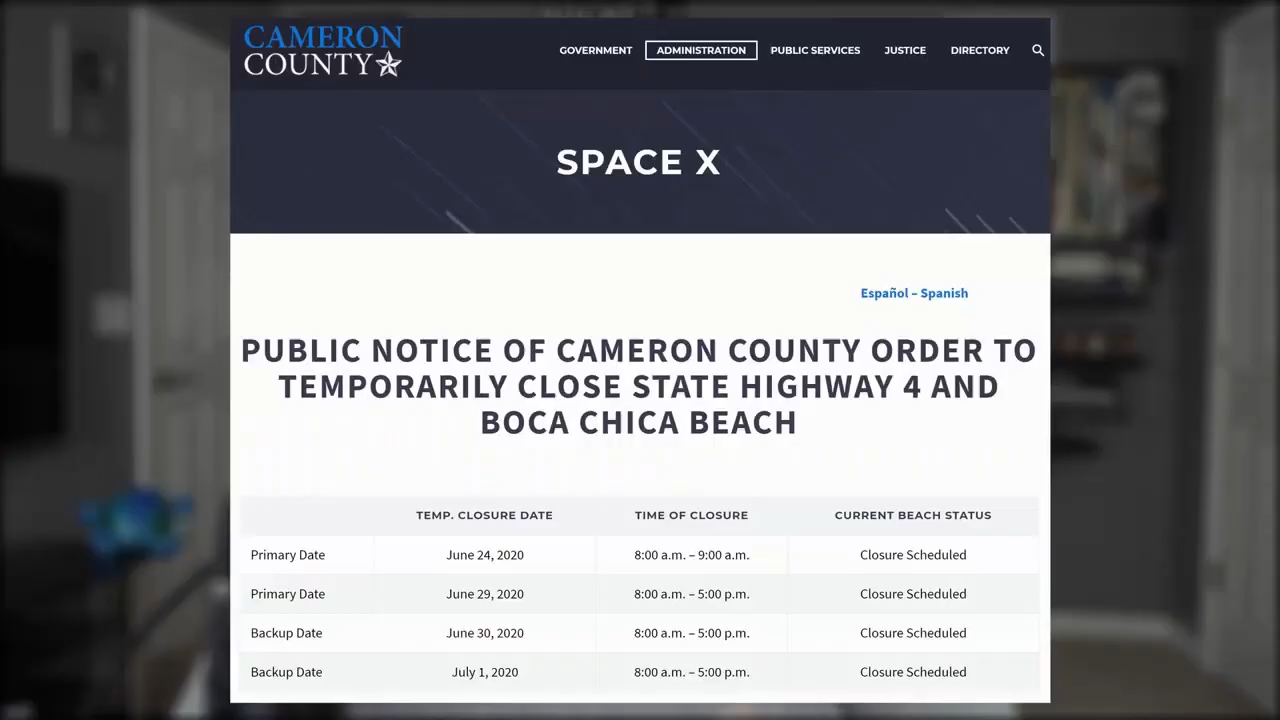 CAMERON
COUNTY
GOVERNMENT ADMINISTRATION PUBLIC SERVICES JUSTICE DIRECTORY
SPACE X
Español – Spanish
PUBLIC NOTICE OF CAMERON COUNTY ORDER TO
TEMPORARILY CLOSE STATE HIGHWAY 4 AND
BOCA CHICA BEACH
TEMP. CLOSURE DATE TIME OF CLOSURE CURRENT BEACH STATUS
Primary Date June 24, 2020 8:00 a.m. – 9:00 a.m. Closure Scheduled
Primary Date June 29, 2020 8:00 a.m. – 5:00 p.m. Closure Scheduled
Backup Date June 30, 2020 8:00 a.m. – 5:00 p.m. Closure Scheduled
Backup Date July 1, 2020 8:00 a.m. – 5:00 p.m. Closure Scheduled